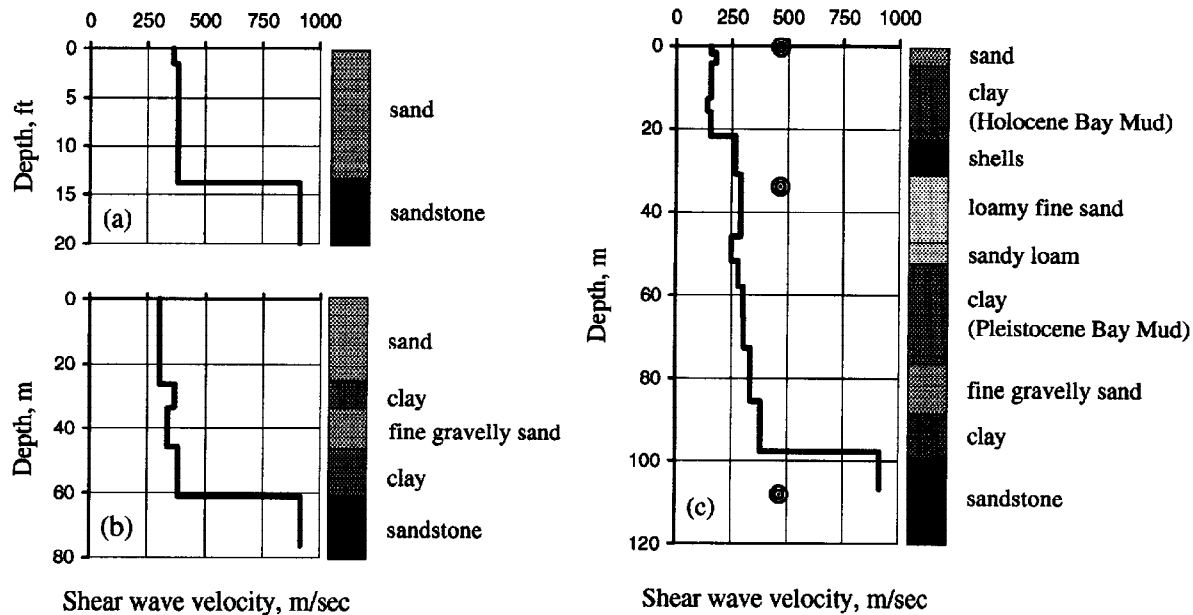 0 250 500 750 1000
0
5
10
15
20
Depth, ft
(a)
sand
sandstone
0
20
40
60
80
Depth, m
(b)
sand
clay
fine gravelly sand
clay
sandstone
Shear wave velocity, m/sec
0 250 500 750 1000
0
20
40
60
80
100
120
Depth, m
(c)
sand
clay
(Holocene Bay Mud)
shells
loamy fine sand
sandy loam
clay
(Pleistocene Bay Mud)
fine gravelly sand
clay
sandstone
Shear wave velocity, m/sec